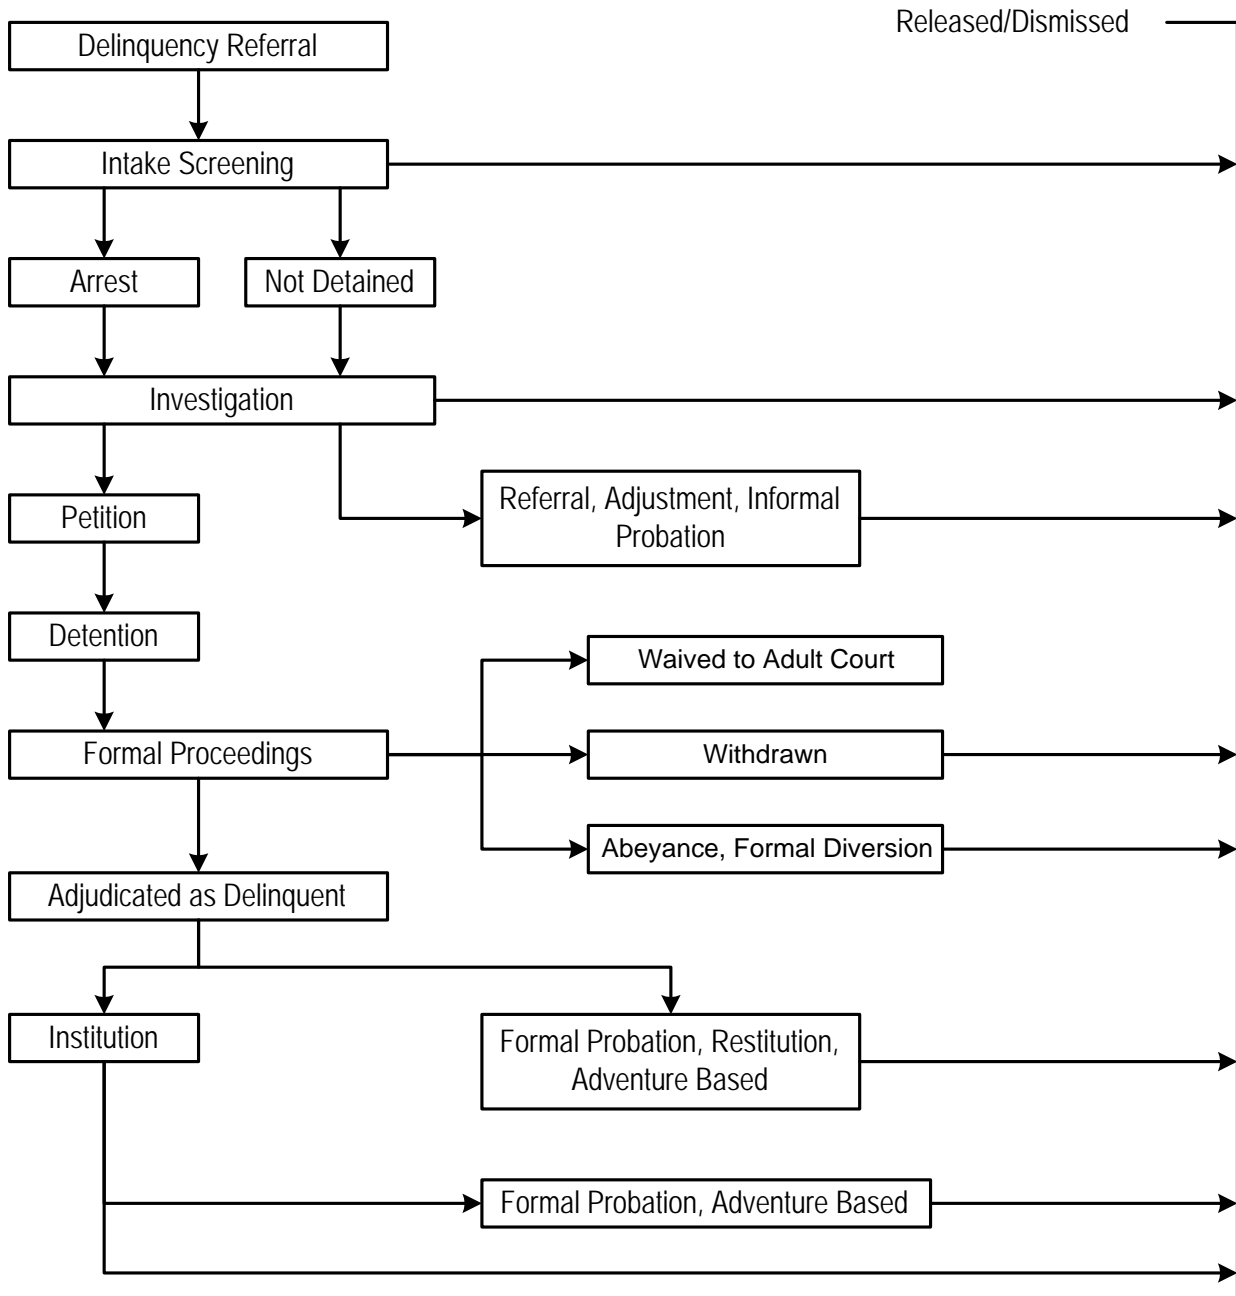 Released/Dismissed
Delinquency Referral
Intake Screening
Arrest
Not Detained
Investigation
Referral, Adjustment, Informal
Probation
Petition
Detention
Waived to Adult Court
Formal Proceedings
Withdrawn
Abeyance, Formal Diversion
Adjudicated as Delinquent
Institution
Formal Probation, Restitution,
Adventure Based
Formal Probation, Adventure Based